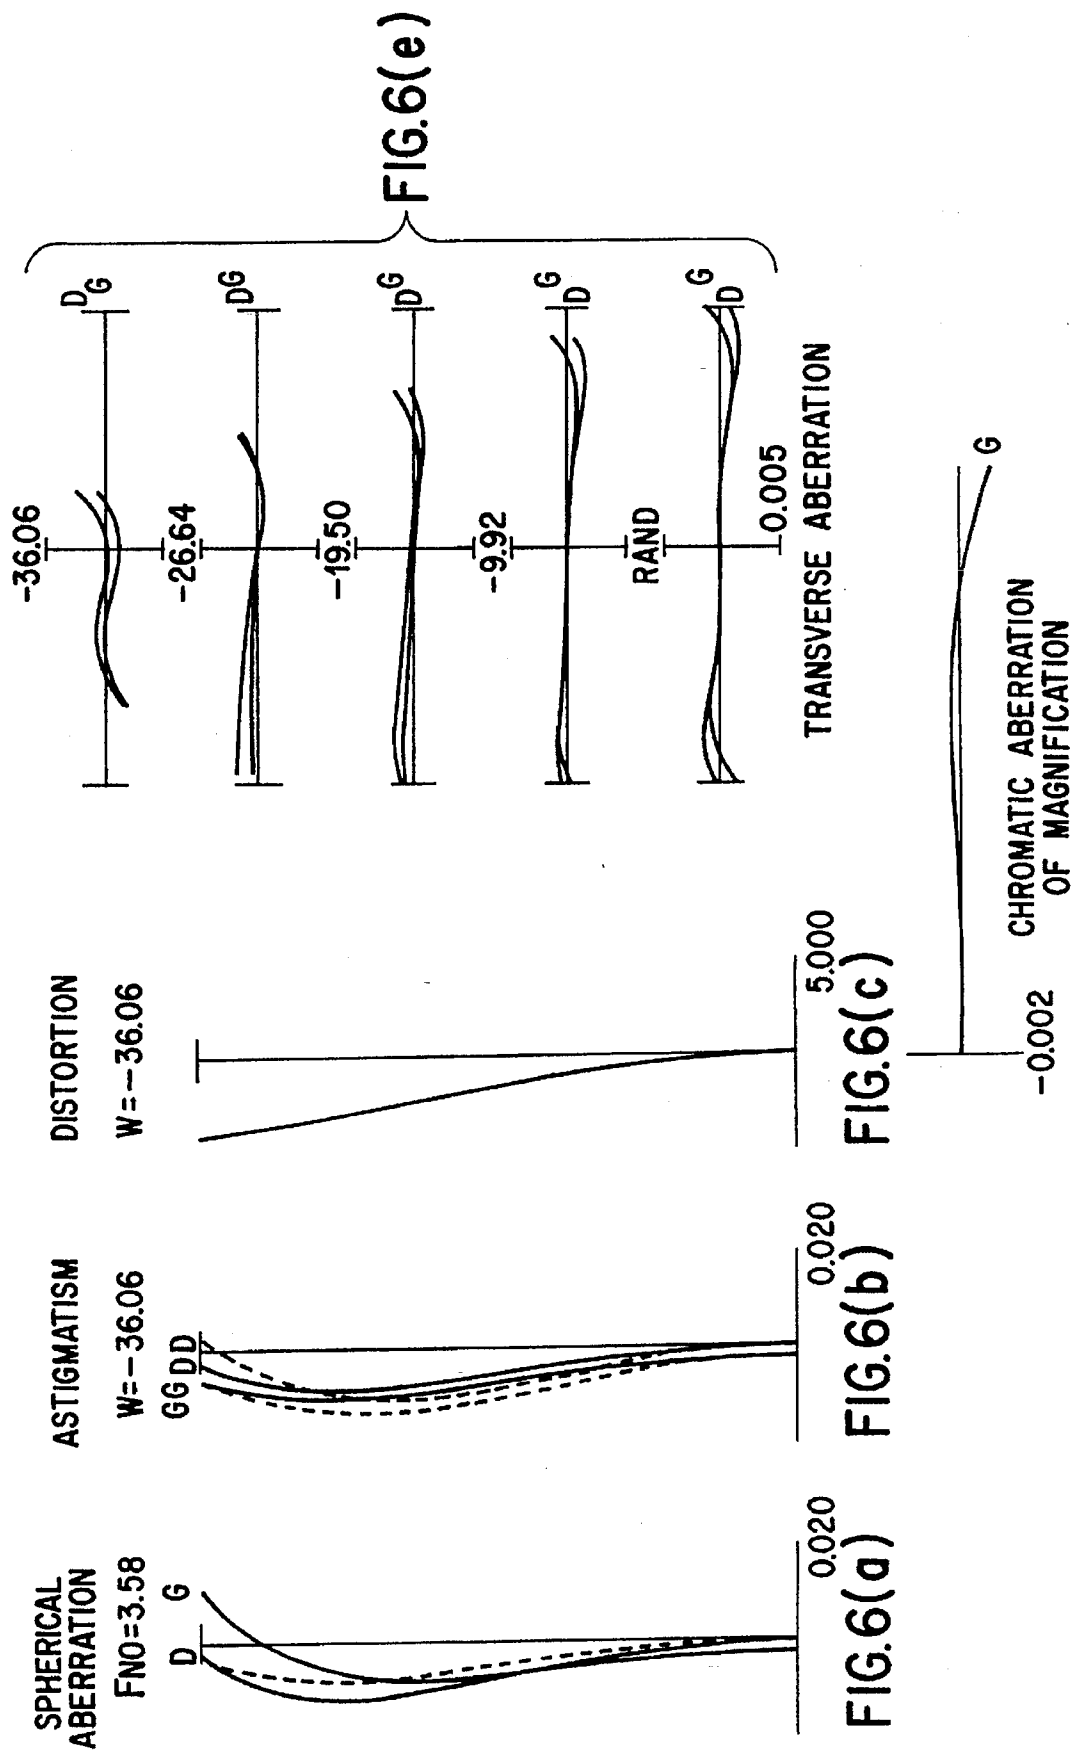 SPHERICAL
ABERRATION
FNO=3.58
D
G
0.020
FIG.6(a)
ASTIGMATISM
W=-36.06
GG DD
0.020
FIG.6(b)
DISTORTION
W=-36.06
5.000
FIG.6(c)
-36.06
D
G
-26.64
D
G
-19.50
D
G
-9.92
G
D
RAND
G
D
0.005
TRANSVERSE ABERRATION
FIG.6(e)
-0.002
G
CHROMATIC ABERRATION
OF MAGNIFICATION